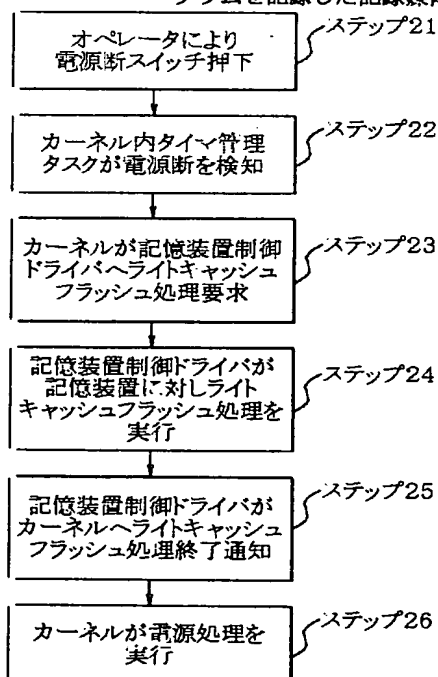 グラムを記録した記録媒体
オペレータにより
電源断スイッチ押下
ステップ21
カーネル内タイマ管理
タスクが電源断を検知
ステップ22
カーネルが記憶装置制御
ドライバへライトキャッシュ
フラッシュ処理要求
ステップ23
記憶装置制御ドライバが
記憶装置に対しライト
キャッシュフラッシュ処理を
実行
ステップ24
記憶装置制御ドライバが
カーネルへライトキャッシュ
フラッシュ処理終了通知
ステップ25
カーネルが電源処理を
実行
ステップ26